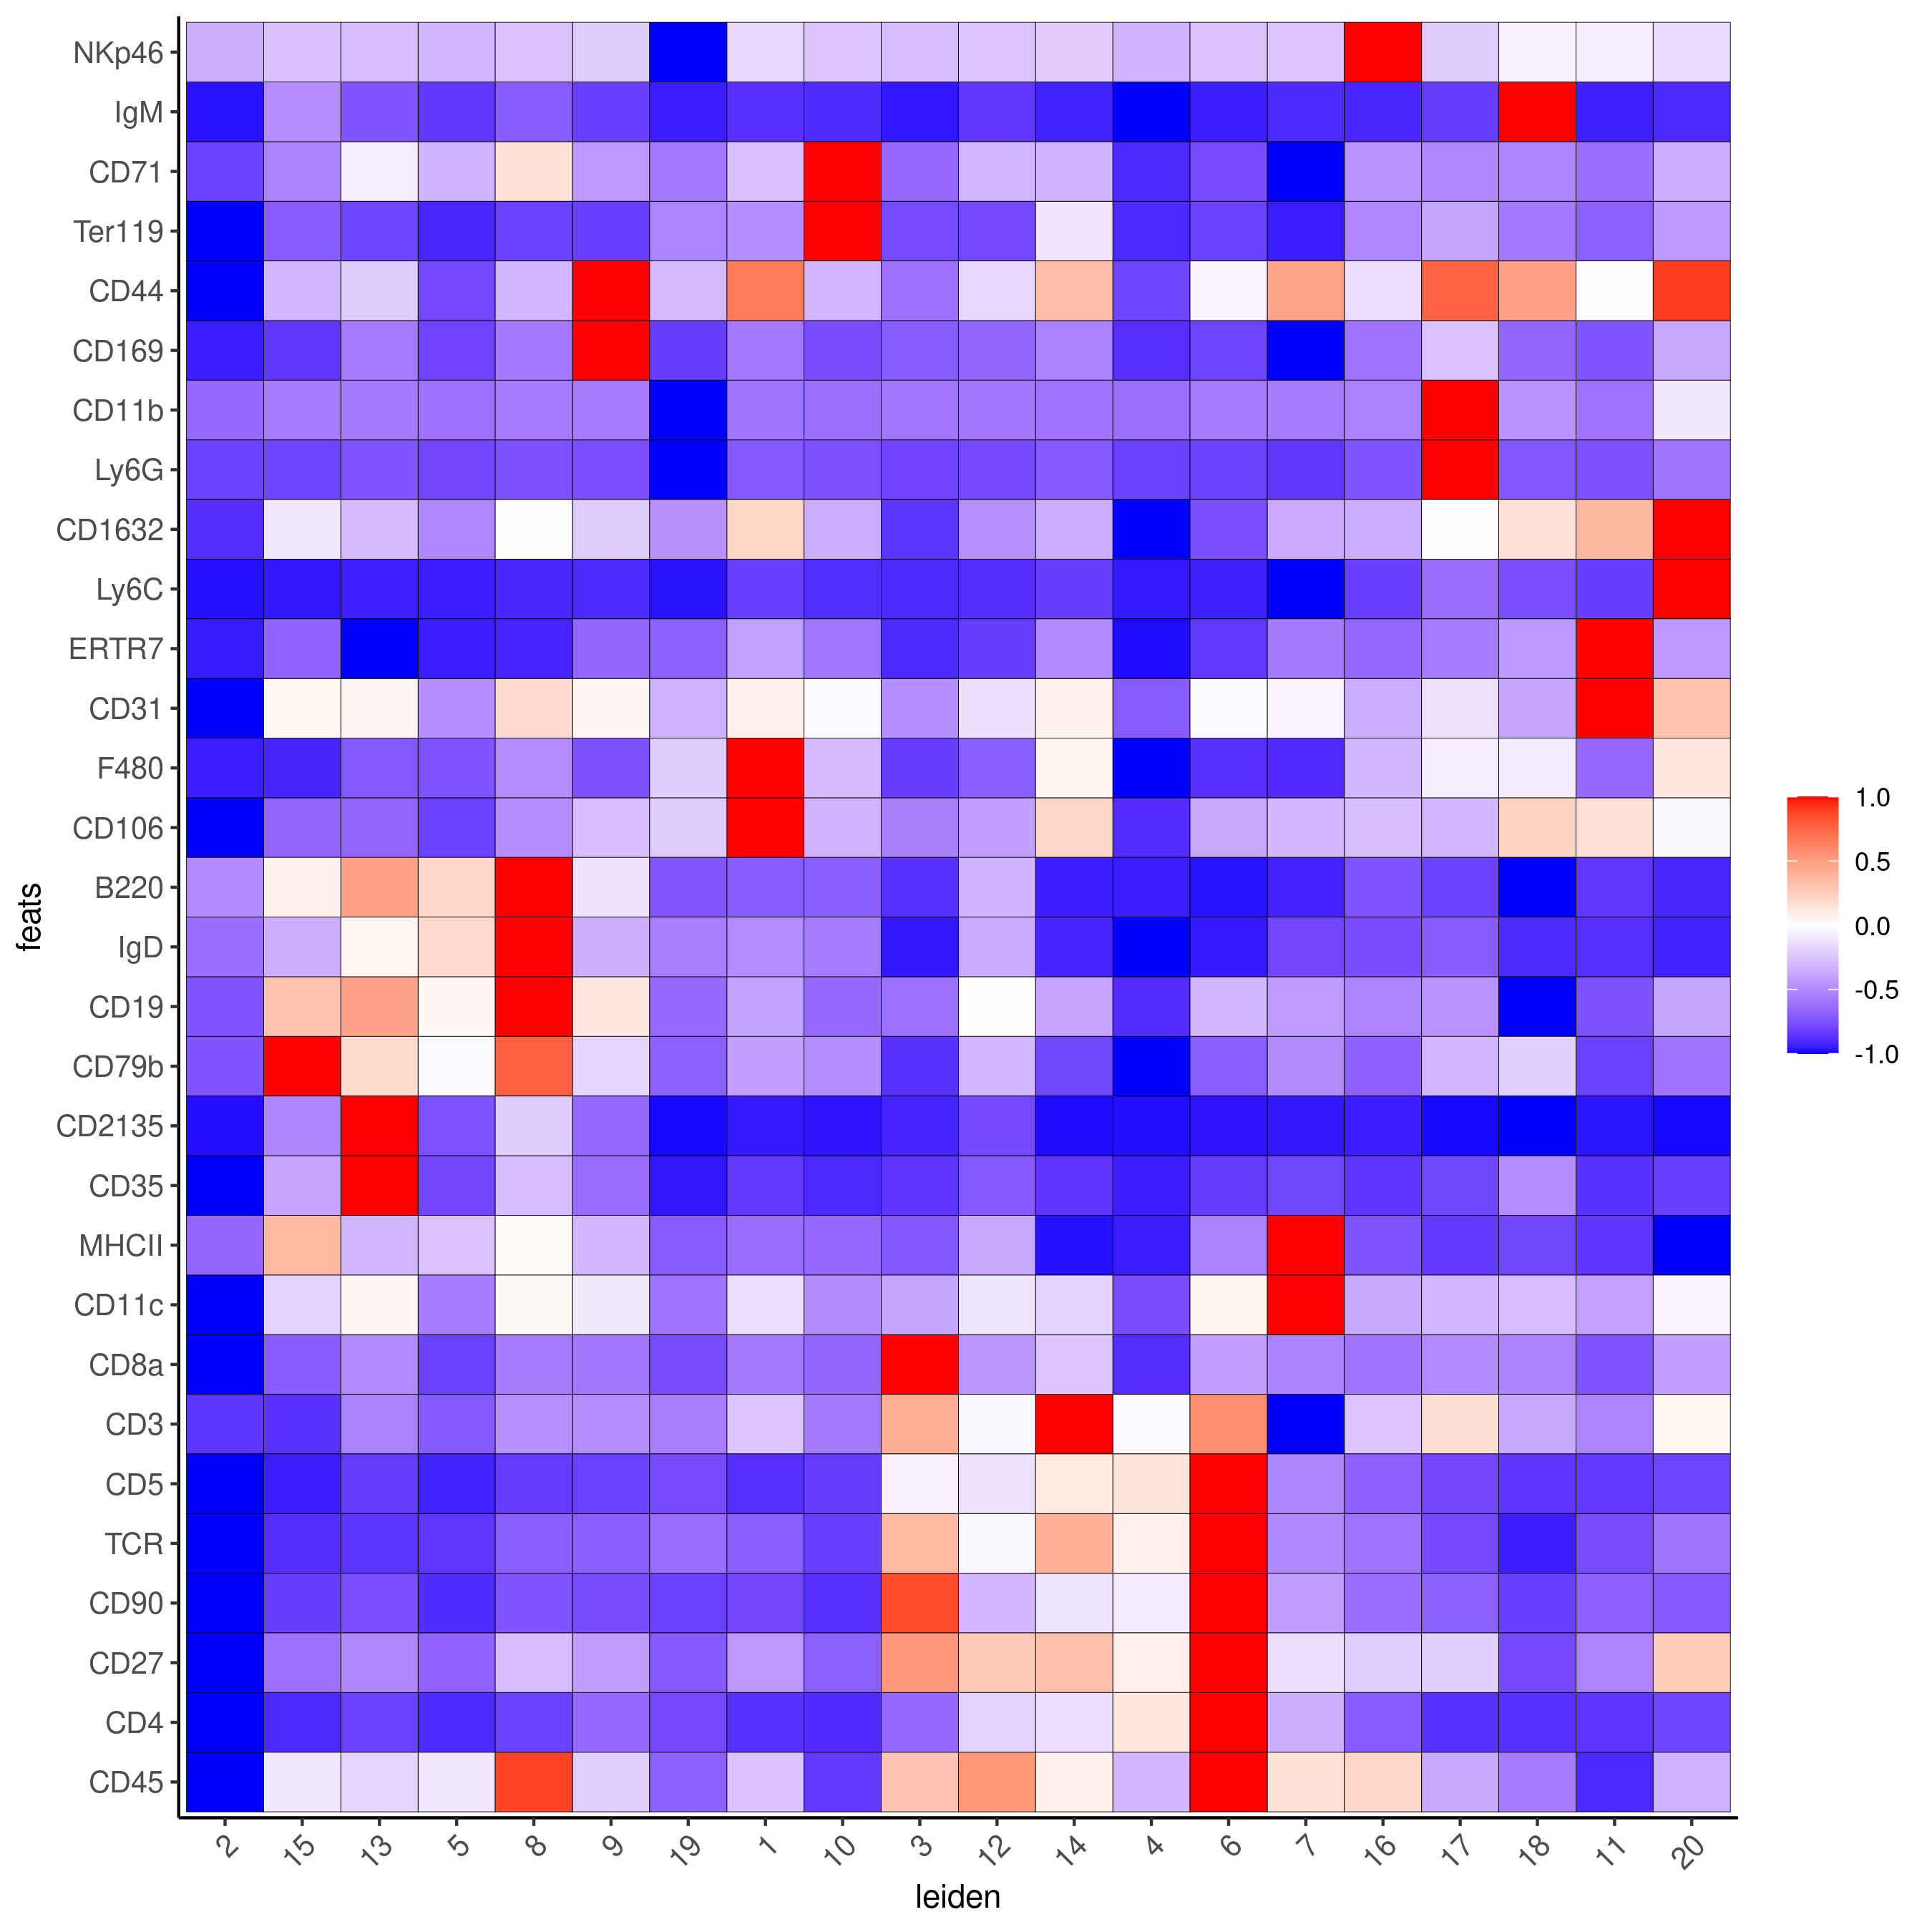 NKp46
IgM
CD71
Ter119
CD44
CD169
CD11b
Ly6G
CD1632
Ly6C
ERTR7
CD31
F480
CD106
B220
IgD
CD19
CD79b
CD2135
CD35
MHCII
CD11c
CD8a
CD3
CD5
TCR
CD90
CD27
CD4
CD45
feats
2 15 13 5 8 9 19 1 10 3 12 14 4 6 7 16 17 18 11 20
leiden
1.0
0.5
0.0
-0.5
-1.0